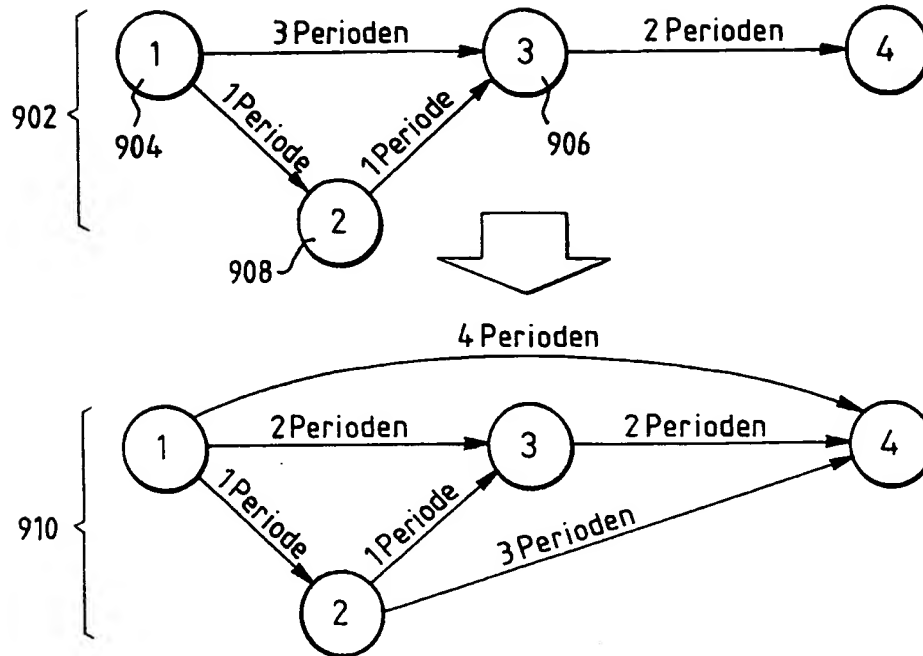 1
3 Perioden
3
2 Perioden
4
902
904
1 Periode
1 Periode
906
2
908
4 Perioden
1
2 Perioden
3
2 Perioden
4
910
1 Periode
1 Periode
3 Perioden
2